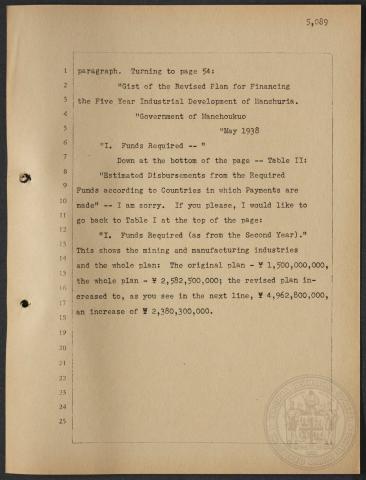 5,089
1 paragraph. Turning to page 54:
2 "Gist of the Revised Plan for Financing
3 the Five Year Industrial Development of Manchuria.
4 "Government of Manchoukuo
5 "May 1938
6 "I. Funds Required -- "
7 Down at the bottom of the page -- Table II:
8 "Estimated Disbursements from the Required
9 Funds according to Countries in which Payments are
10 made" -- I am sorry. If you please, I would like to
11 go back to Table I at the top of the page:
12 "I. Funds Required (as from the Second Year)."
13 This shows the mining and manufacturing industries
14 and the whole plan: The original plan - ¥ 1,500,000,000,
15 the whole plan - ¥ 2,582,500,000; the revised plan in-
16 creased to, as you see in the next line, ¥ 4,962,800,000,
17 an increase of ¥ 2,380,300,000.
18
19
20
21
22
23
24
25